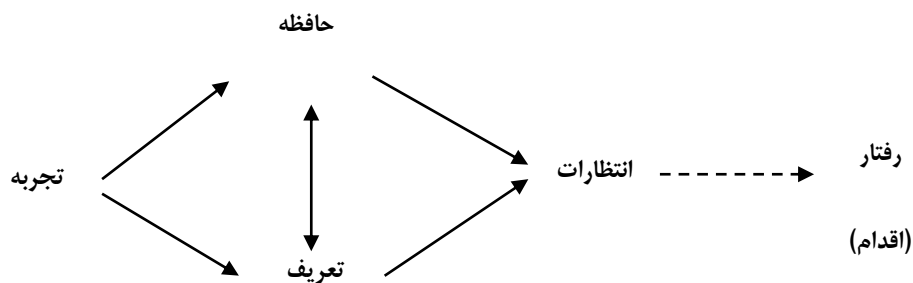 حافظه
رفتار
تجربه
انتظارات
(اقدام)
تعریف